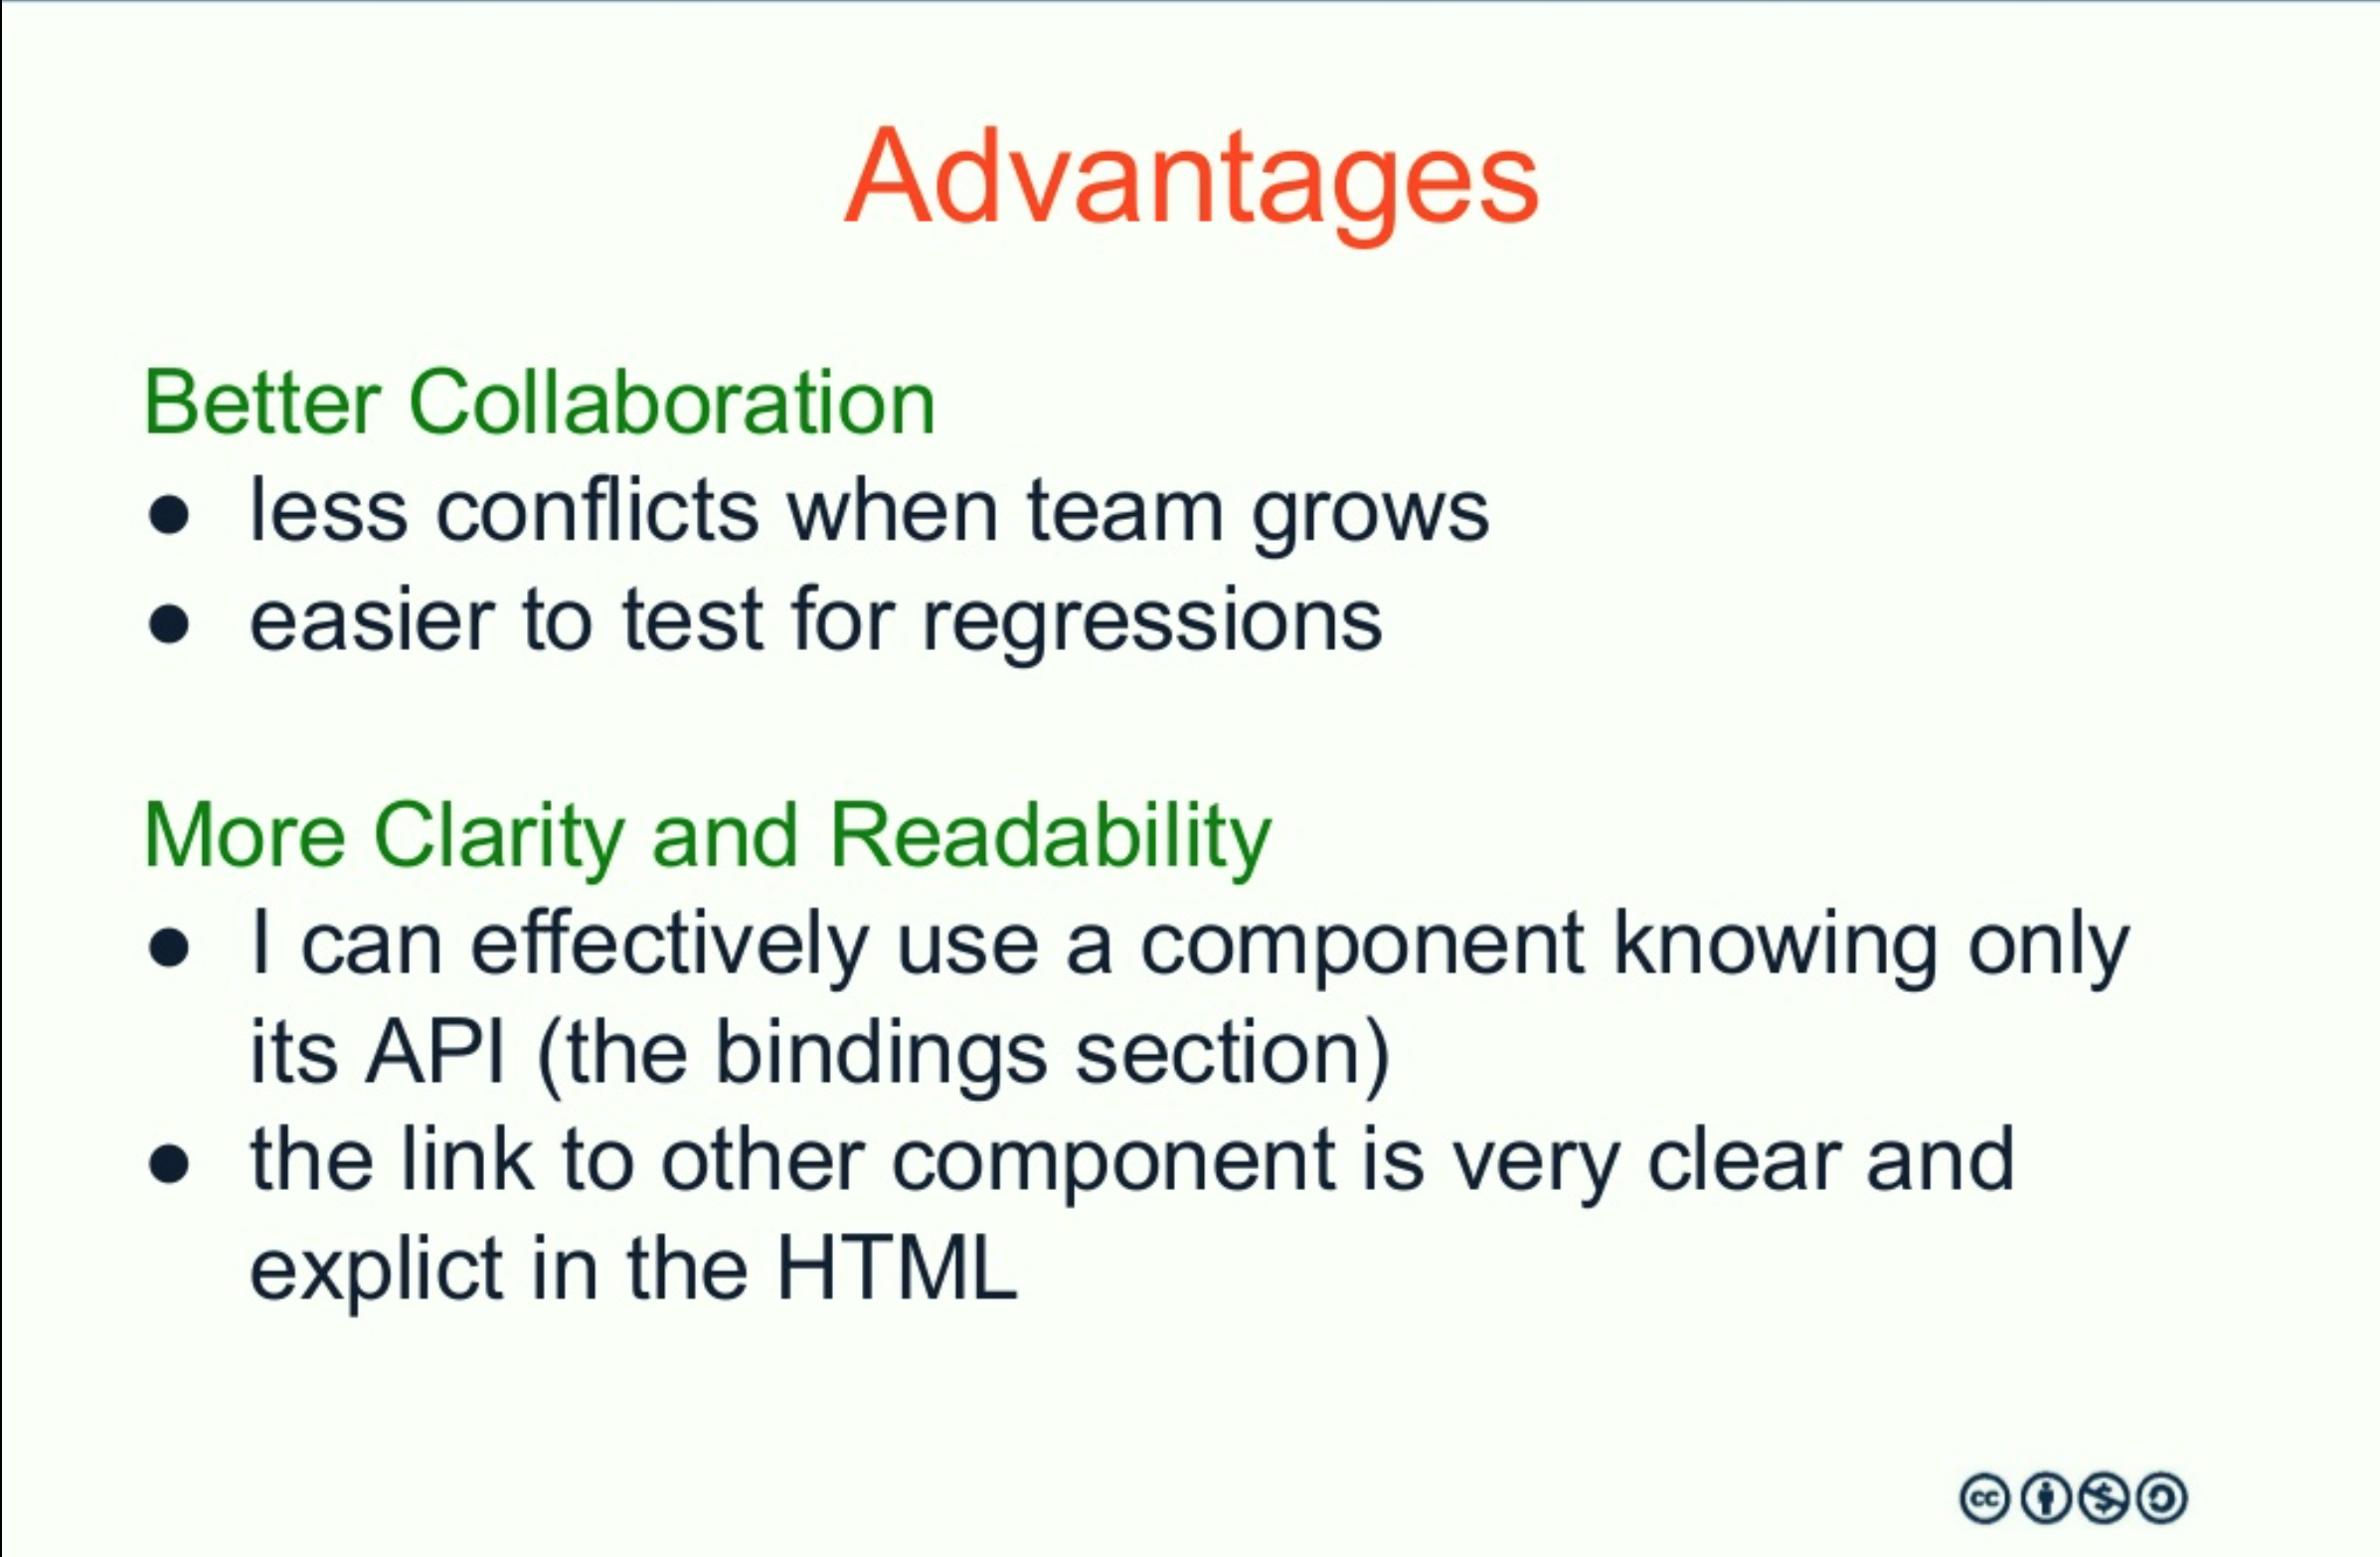 Advantages
Better Collaboration
● less conflicts when team grows
● easier to test for regressions
More Clarity and Readability
● I can effectively use a component knowing only
its API (the bindings section)
● the link to other component is very clear and
explict in the HTML
cc